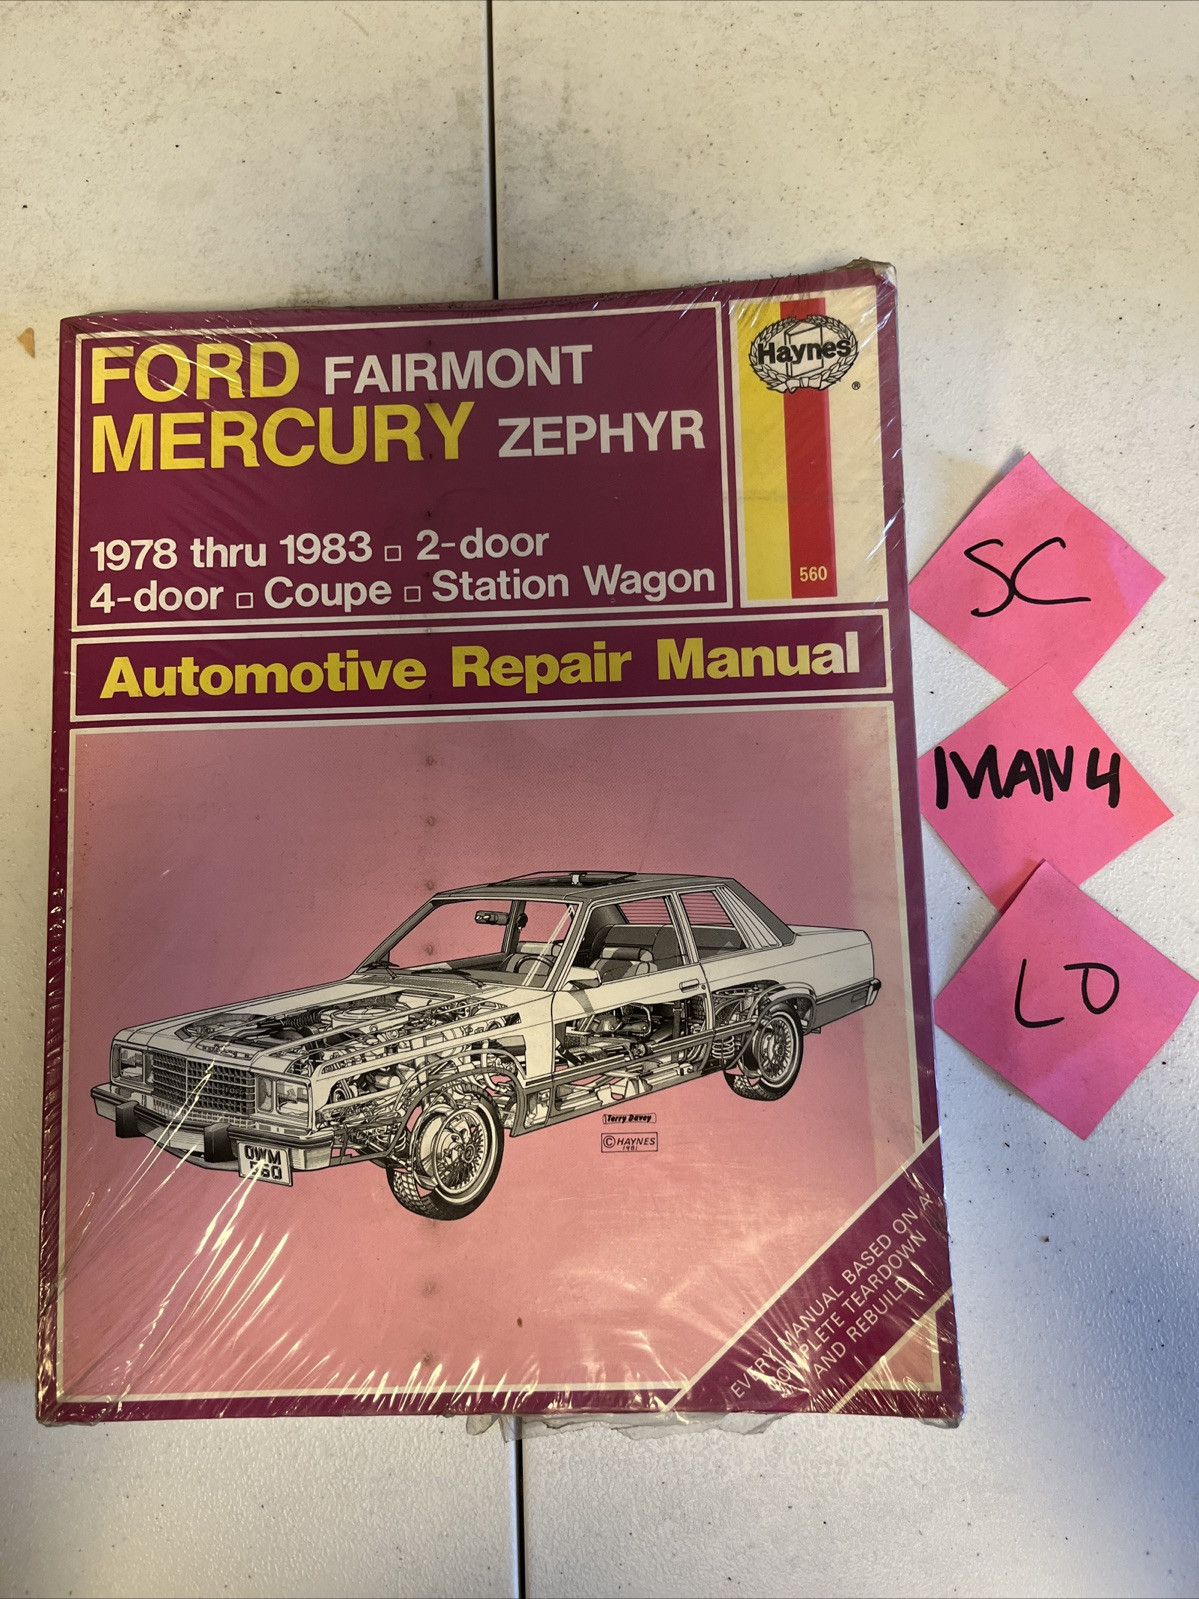 FORD FAIRMONT
MERCURY ZEPHYR
1978 thru 1983 □ 2-door
4-door □ Coupe □ Station Wagon
Haynes
®
560
Automotive Repair Manual
OWM
560
Terry Davey
© HAYNES
1981
EVERY MANUAL BASED ON A
COMPLETE TEARDOWN
AND REBUILD
SC
MAN4
LO